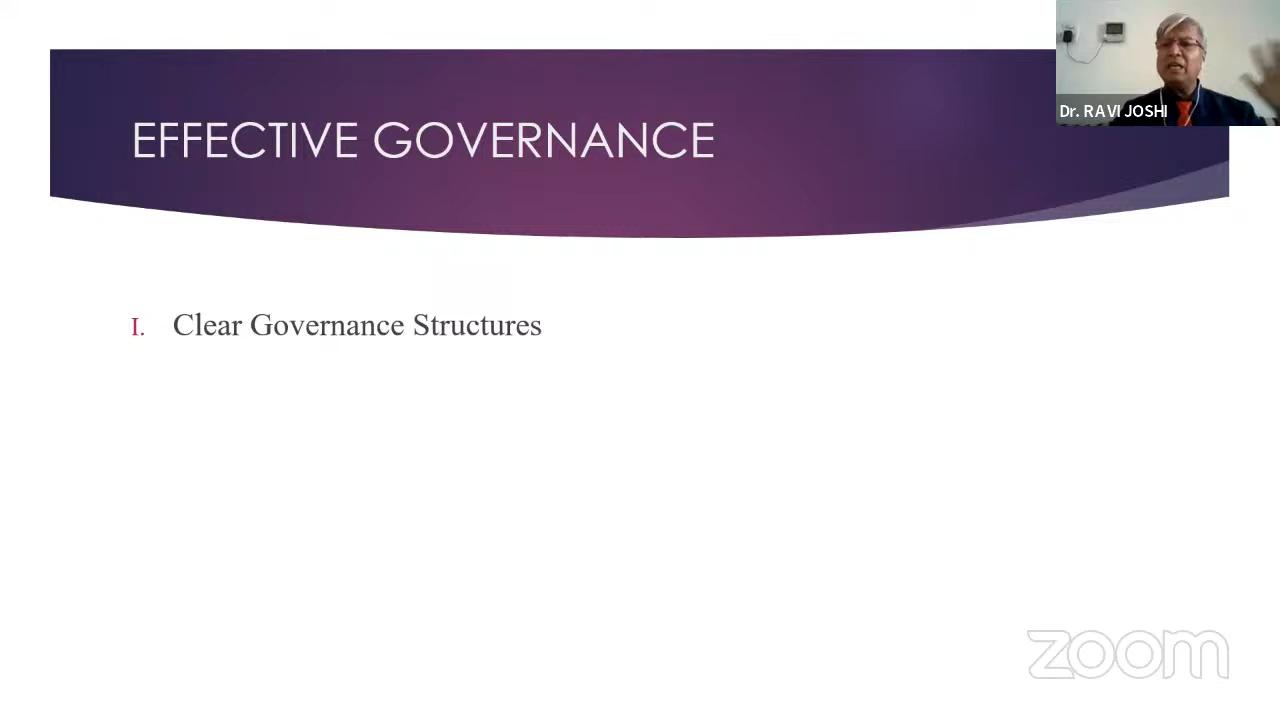 EFFECTIVE GOVERNANCE
Dr. RAVI JOSHI
I. Clear Governance Structures
zoom